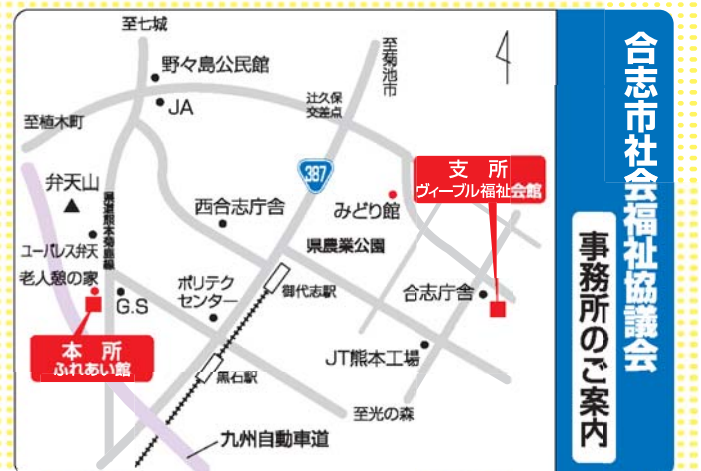 合志市社会福祉協議会
事務所のご案内
至七城
野々島公民館
JA
至植木町
辻久保
交差点
至菊池市
387
支所
ヴィーブル福祉会館
弁天山
県道熊本菊鹿線
西合志庁舎
みどり館
ユーパレス弁天
県農業公園
老人憩の家
G.S
ポリテク
センター
御代志駅
合志庁舎
本所
ふれあい館
JT熊本工場
黒石駅
至光の森
九州自動車道